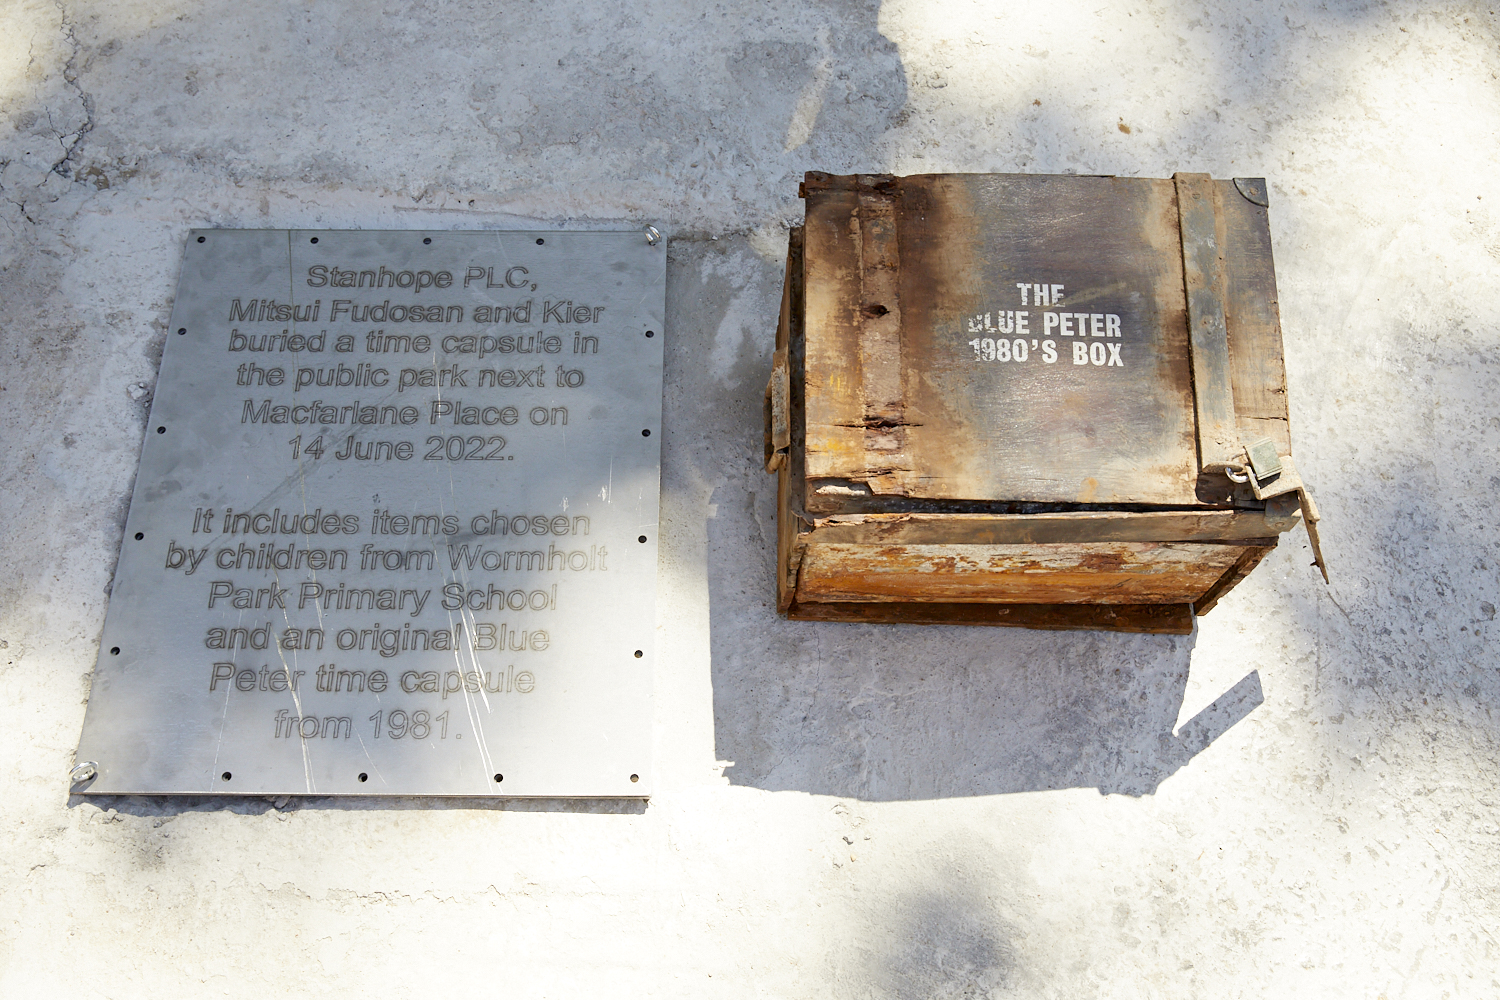 Stanhope PLC,
Mitsui Fudosan and Kier
buried a time capsule in
the public park next to
Macfarlane Place on
14 June 2022.
It includes items chosen
by children from Wormholt
Park Primary School
and an original Blue
Peter time capsule
from 1981.
THE
BLUE PETER
1980'S BOX